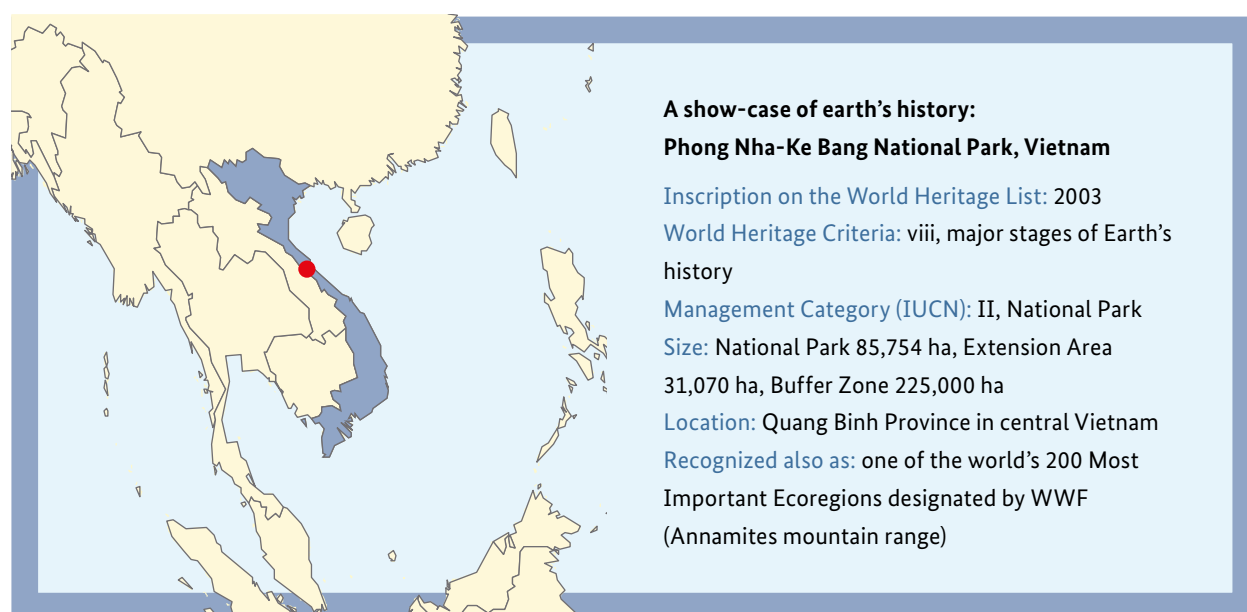 A show-case of earth’s history:
Phong Nha-Ke Bang National Park, Vietnam
Inscription on the World Heritage List: 2003
World Heritage Criteria: viii, major stages of Earth’s
history
Management Category (IUCN): II, National Park
Size: National Park 85,754 ha, Extension Area
31,070 ha, Buffer Zone 225,000 ha
Location: Quang Binh Province in central Vietnam
Recognized also as: one of the world’s 200 Most
Important Ecoregions designated by WWF
(Annamites mountain range)